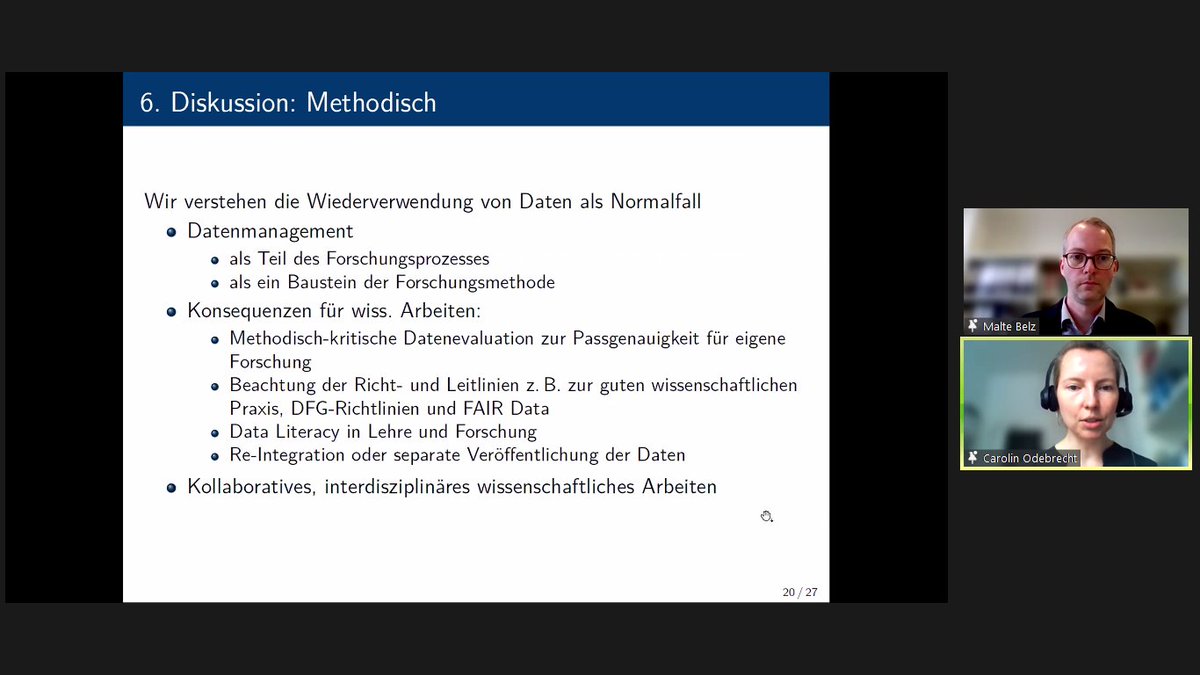 6. Diskussion: Methodisch
Wir verstehen die Wiederverwendung von Daten als Normalfall
Datenmanagement
als Teil des Forschungsprozesses
als ein Baustein der Forschungsmethode
Konsequenzen für wiss. Arbeiten:
Methodisch-kritische Datenevaluation zur Passgenauigkeit für eigene
Forschung
Beachtung der Richt- und Leitlinien z. B. zur guten wissenschaftlichen
Praxis, DFG-Richtlinien und FAIR Data
Data Literacy in Lehre und Forschung
Re-Integration oder separate Veröffentlichung der Daten
Kollaboratives, interdisziplinäres wissenschaftliches Arbeiten
20 / 27
Malte Belz
Carolin Odebrecht